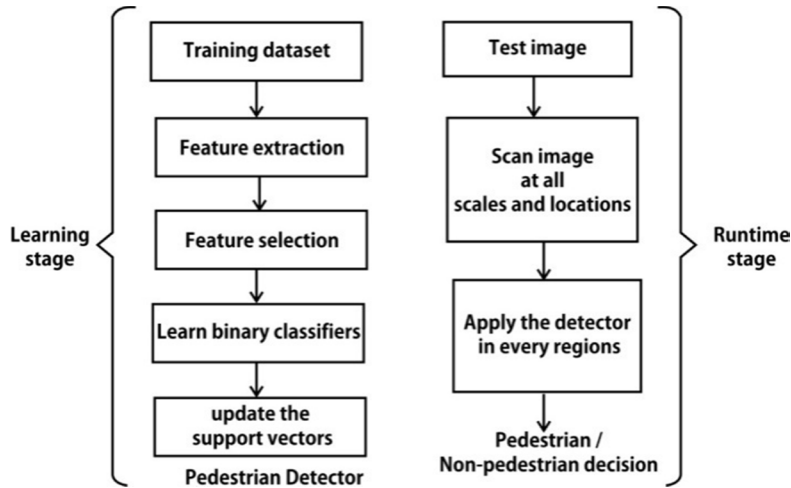 Training dataset
Feature extraction
Learning
stage
Feature selection
Learn binary classifiers
update the
support vectors
Pedestrian Detector
Test image
Scan image
at all
scales and locations
Runtime
stage
Apply the detector
in every regions
Pedestrian /
Non-pedestrian decision